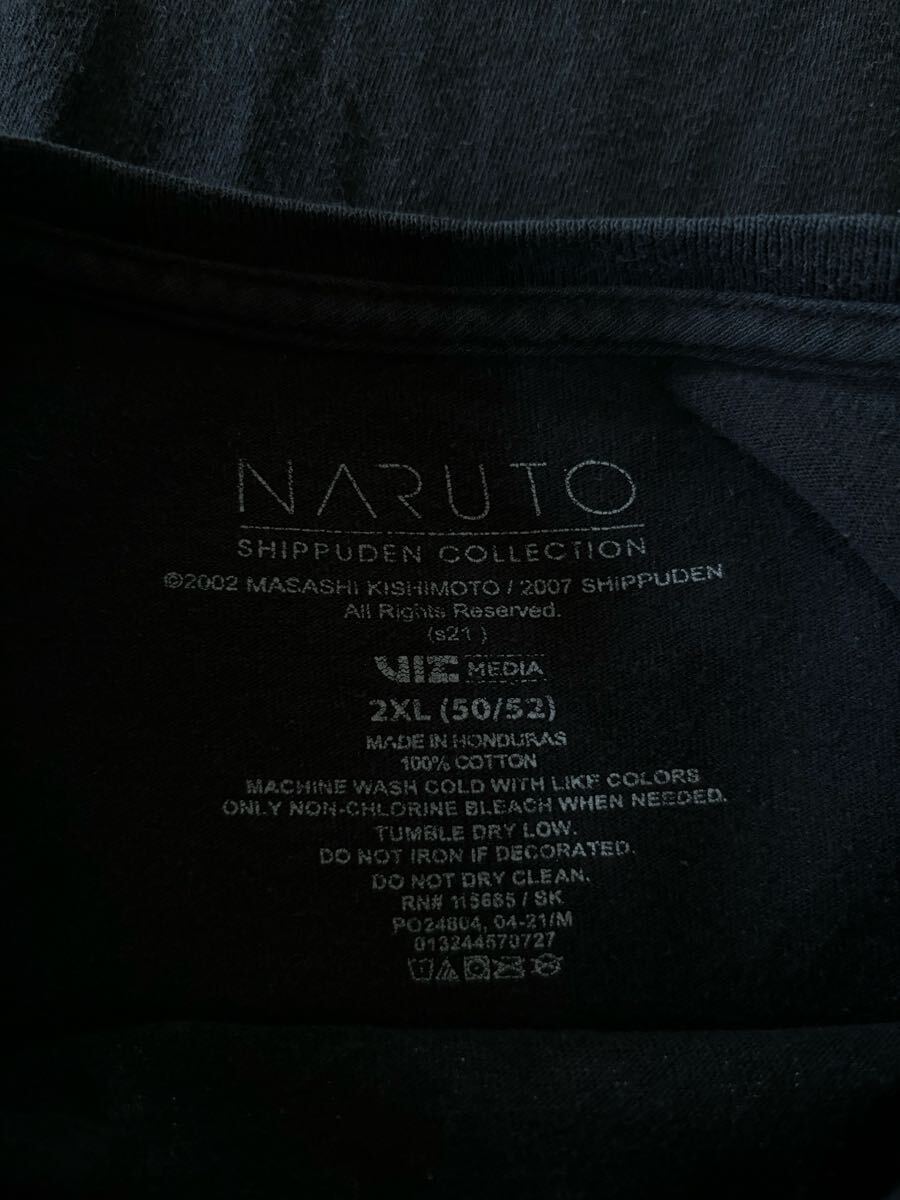 NARUTO
SHIPPUDEN COLLECTION
©2002 MASASHI KISHIMOTO / 2007 SHIPPUDEN
All Rights Reserved.
(s21 )
VIZ MEDIA
2XL (50/52)
MADE IN HONDURAS
100% COTTON
MACHINE WASH COLD WITH LIKE COLORS
ONLY NON-CHLORINE BLEACH WHEN NEEDED.
TUMBLE DRY LOW.
DO NOT IRON IF DECORATED.
DO NOT DRY CLEAN.
RN# 115685 / SK
PO24804, 04-21/M
013244570727